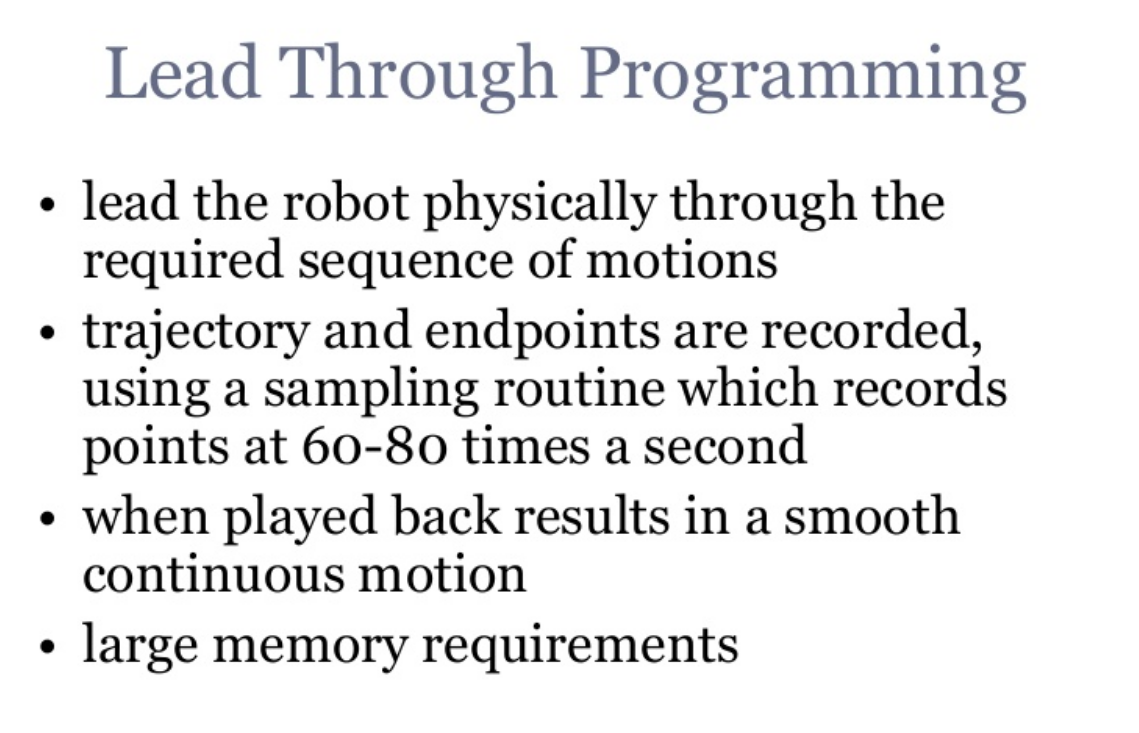 Lead Through Programming
• lead the robot physically through the
required sequence of motions
• trajectory and endpoints are recorded,
using a sampling routine which records
points at 60-80 times a second
• when played back results in a smooth
continuous motion
• large memory requirements